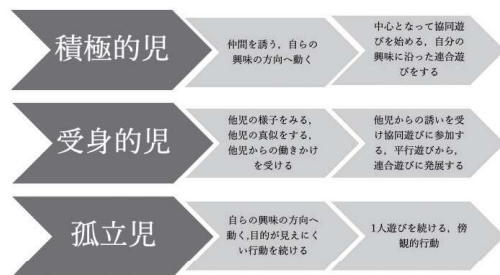 積極的児
仲間を誘う，自らの
興味の方向へ動く
中心となって協同遊
びを始める，自分の
興味に沿った連合遊
びをする
受身的児
他児の様子をみる，
他児の真似をする，
他児からの働きかけ
を受ける
他児からの誘いを受
け協同遊びに参加す
る，平行遊びから，
連合遊びに発展する
孤立児
自らの興味の方向へ
動く，目的が見えにく
い行動を続ける
1人遊びを続ける，傍
観的行動